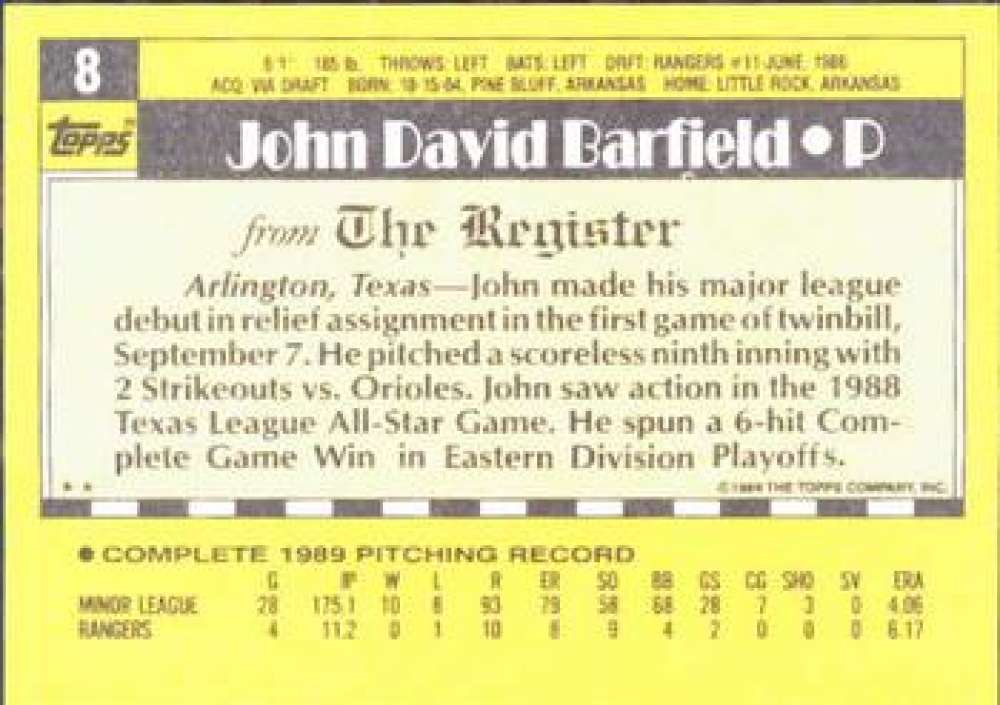 8
6'1" 185 lb. THROWS: LEFT BATS: LEFT DRFT: RANGERS #11-JUNE, 1986
ACQ: VIA DRAFT BORN: 10-15-64, PINE BLUFF, ARKANSAS HOME: LITTLE ROCK, ARKANSAS
Topps
John David Barfield • P
from The Register
Arlington, Texas—John made his major league
debut in relief assignment in the first game of twinbill,
September 7. He pitched a scoreless ninth inning with
2 Strikeouts vs. Orioles. John saw action in the 1988
Texas League All-Star Game. He spun a 6-hit Com-
plete Game Win in Eastern Division Playoffs.
** © THE TOPPS COMPANY, INC.
• COMPLETE 1989 PITCHING RECORD
G IP W L R ER SO BB GS CG SHO SV ERA
MINOR LEAGUE 28 175.1 10 8 93 79 58 68 28 7 3 0 4.06
RANGERS 4 11.2 0 1 10 8 9 4 2 0 0 0 6.17